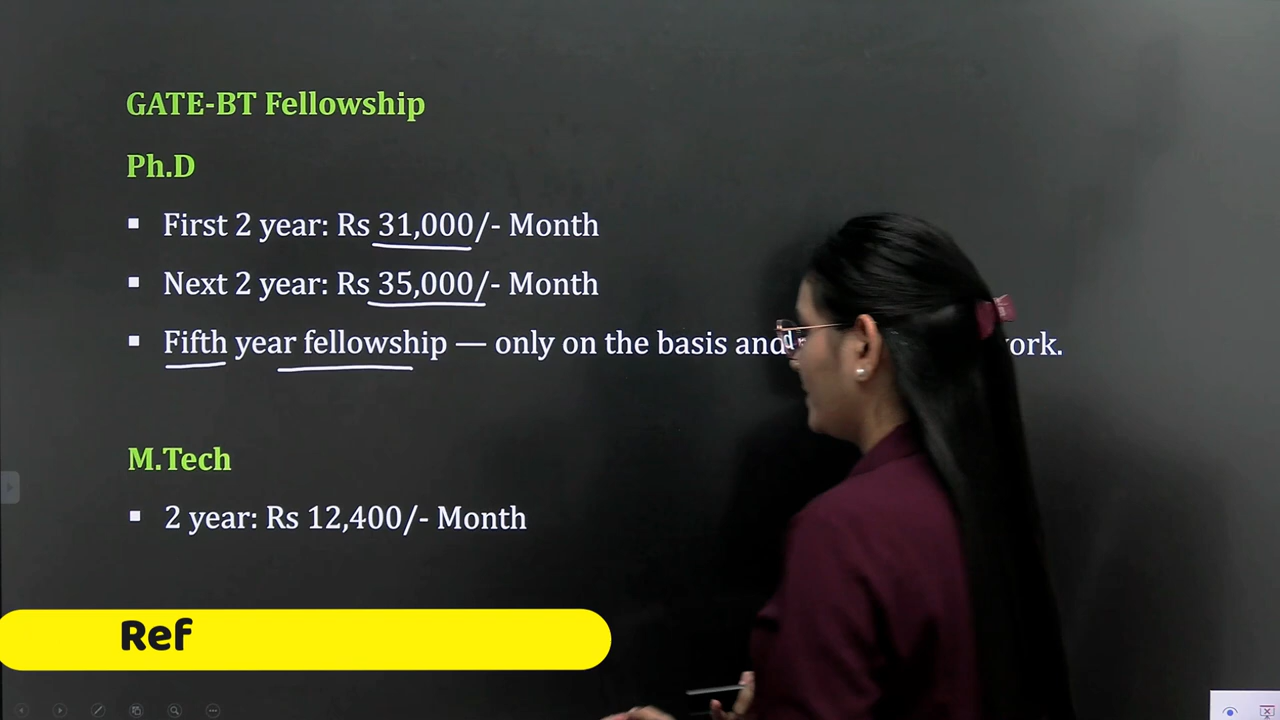 GATE-BT Fellowship
Ph.D
▪ First 2 year: Rs 31,000/- Month
▪ Next 2 year: Rs 35,000/- Month
▪ Fifth year fellowship — only on the basis and
M.Tech
▪ 2 year: Rs 12,400/- Month
Ref